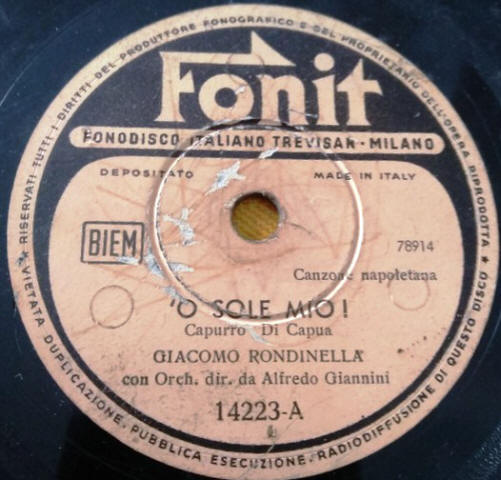 RISERVATI TUTTI I DIRITTI DEL PRODUTTORE FONOGRAFICO E DEL PROPRIETARIO DELL'OPERA RIPRODOTTA
Fonit
FONODISCO ITALIANO TREVISAN · MILANO
DEPOSITATO MADE IN ITALY
BIEM
78914
Canzone napoletana
'O SOLE MIO!
Capurro Di Capua
GIACOMO RONDINELLA
con Orch. dir. da Alfredo Giannini
14223-A
★ VIETATA DUPLICAZIONE, PUBBLICA ESECUZIONE, RADIODIFFUSIONE DI QUESTO DISCO ★